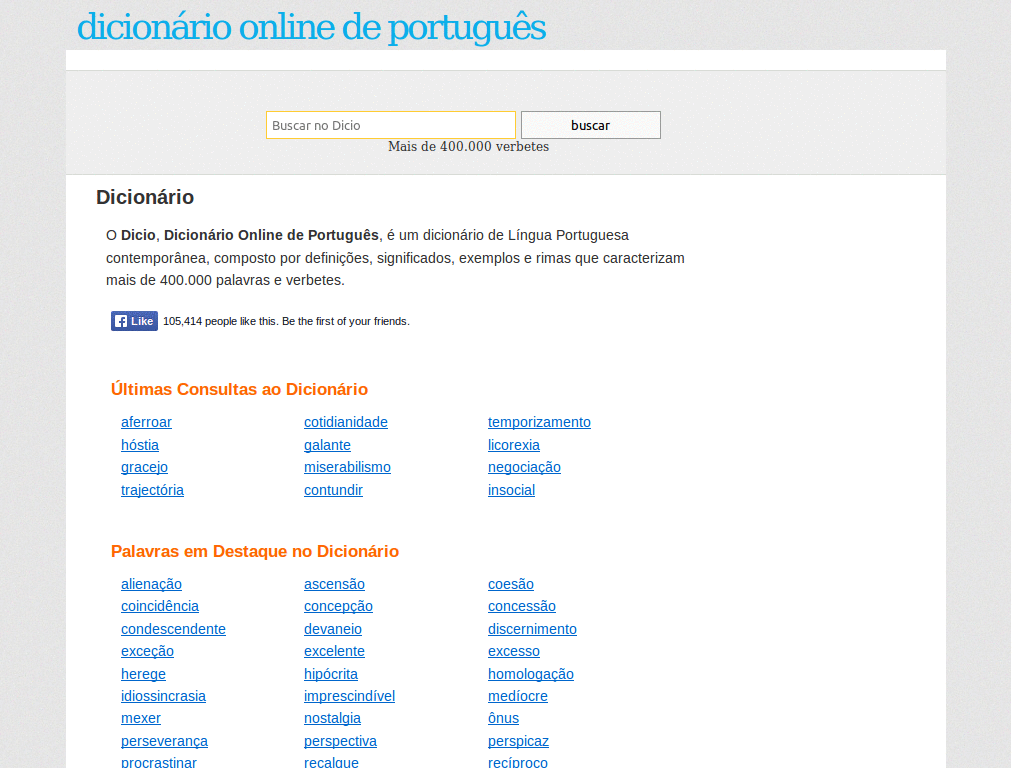 dicionário online de português
Buscar no Dicio
buscar
Mais de 400.000 verbetes
Dicionário
O Dicio, Dicionário Online de Português, é um dicionário de Língua Portuguesa
contemporânea, composto por definições, significados, exemplos e rimas que caracterizam
mais de 400.000 palavras e verbetes.
Like 105,414 people like this. Be the first of your friends.
Últimas Consultas ao Dicionário
aferroar cotidianidade temporizamento
hóstia galante licorexia
gracejo miserabilismo negociação
trajectória contundir insocial
Palavras em Destaque no Dicionário
alienação ascensão coesão
coincidência concepção concessão
condescendente devaneio discernimento
exceção excelente excesso
herege hipócrita homologação
idiossincrasia imprescindível medíocre
mexer nostalgia ônus
perseverança perspectiva perspicaz
procrastinar recalque recíproco